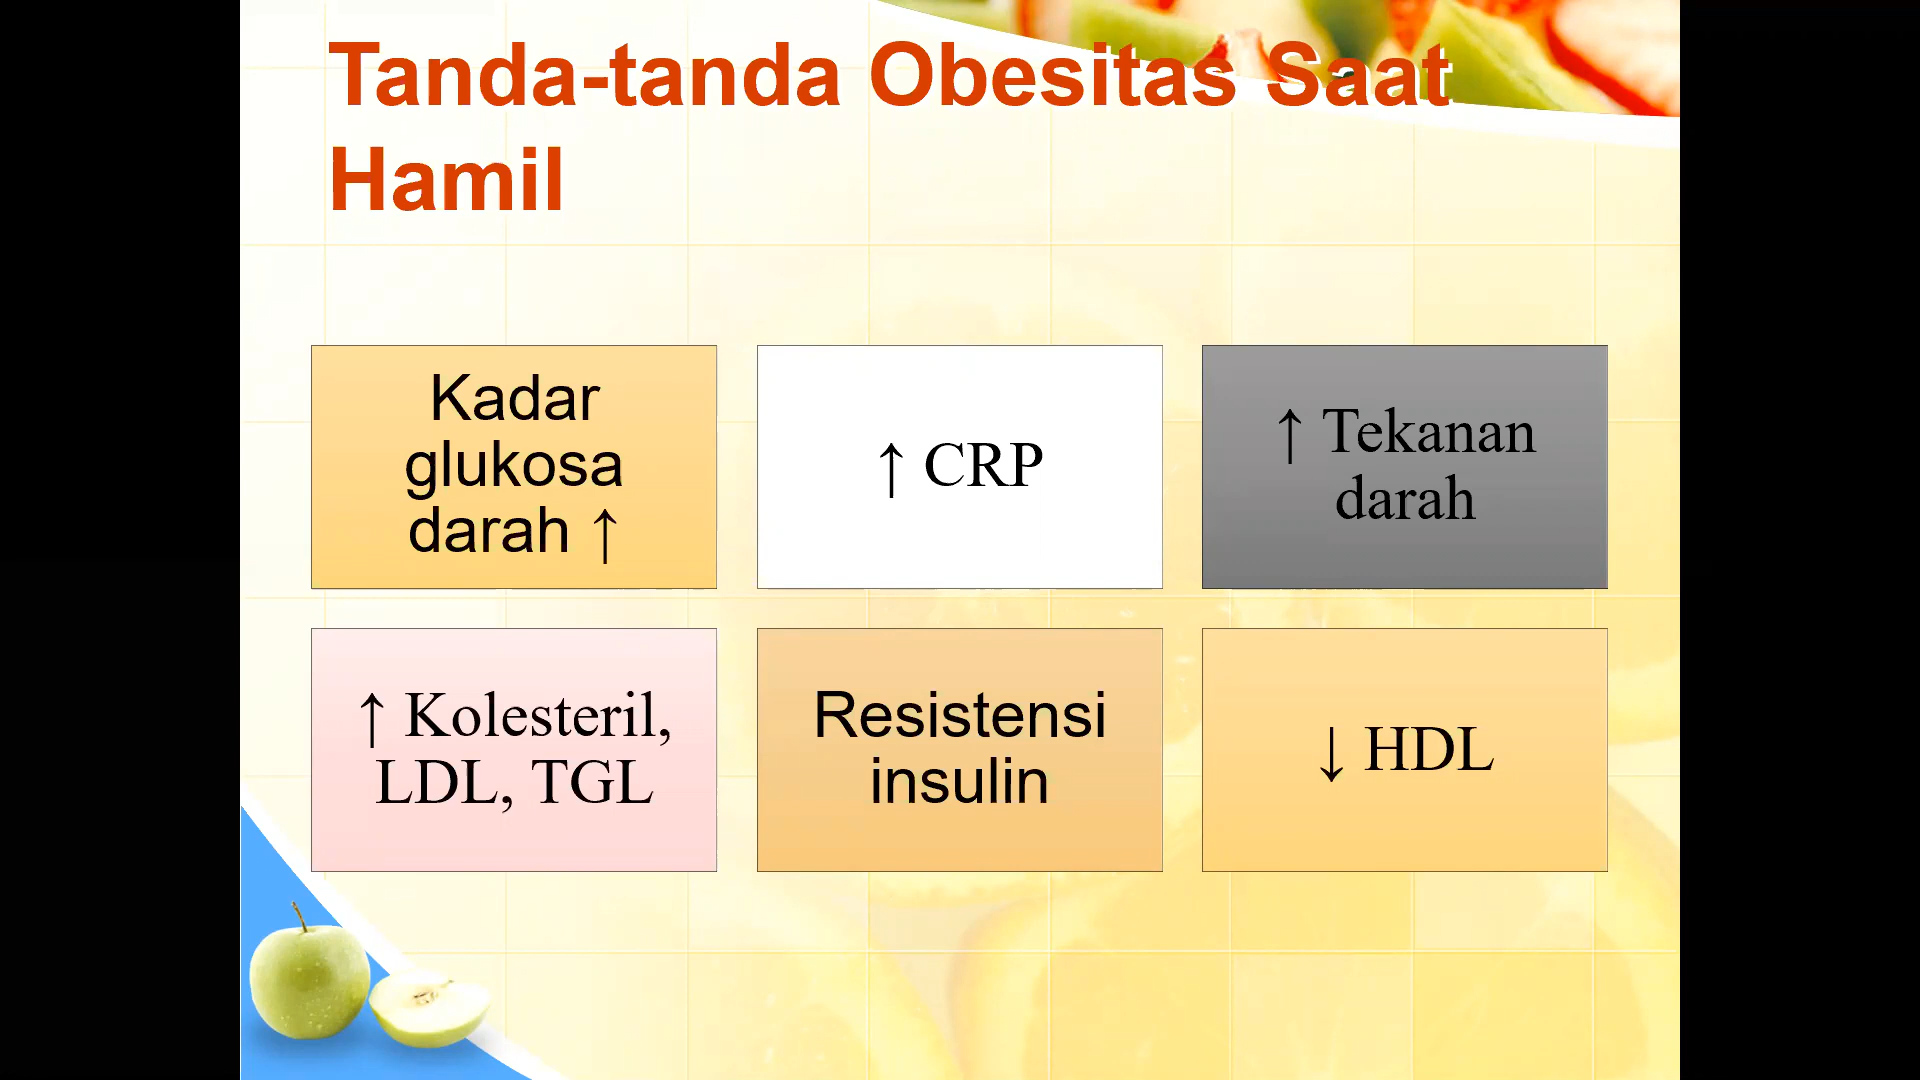 Tanda-tanda Obesitas Saat
Hamil
Kadar
glukosa
darah ↑
↑ CRP
↑ Tekanan
darah
↑ Kolesteril,
LDL, TGL
Resistensi
insulin
↓ HDL